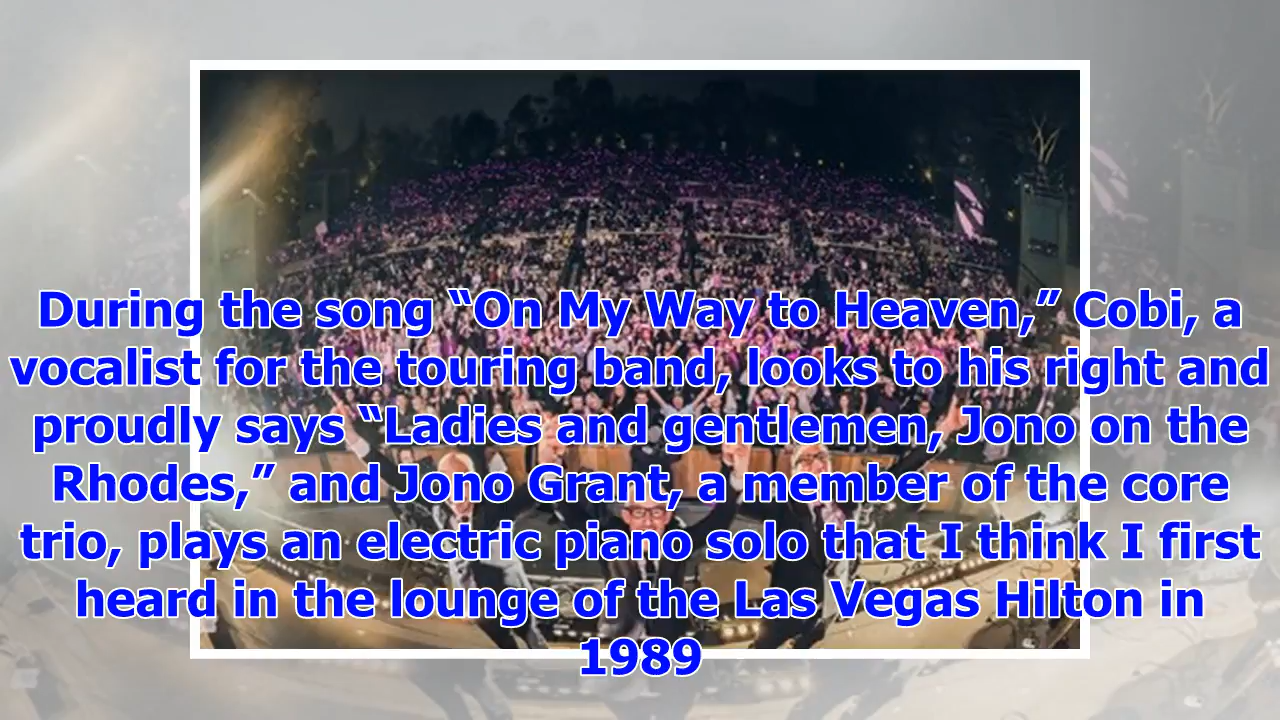 During the song “On My Way to Heaven,” Cobi, a
vocalist for the touring band, looks to his right and
proudly says “Ladies and gentlemen, Jono on the
Rhodes,” and Jono Grant, a member of the core
trio, plays an electric piano solo that I think I first
heard in the lounge of the Las Vegas Hilton in
1989